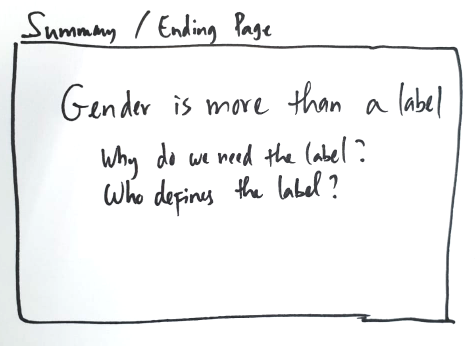 Summary / Ending Page
Gender is more than a label
Why do we need the label?
Who defines the label?